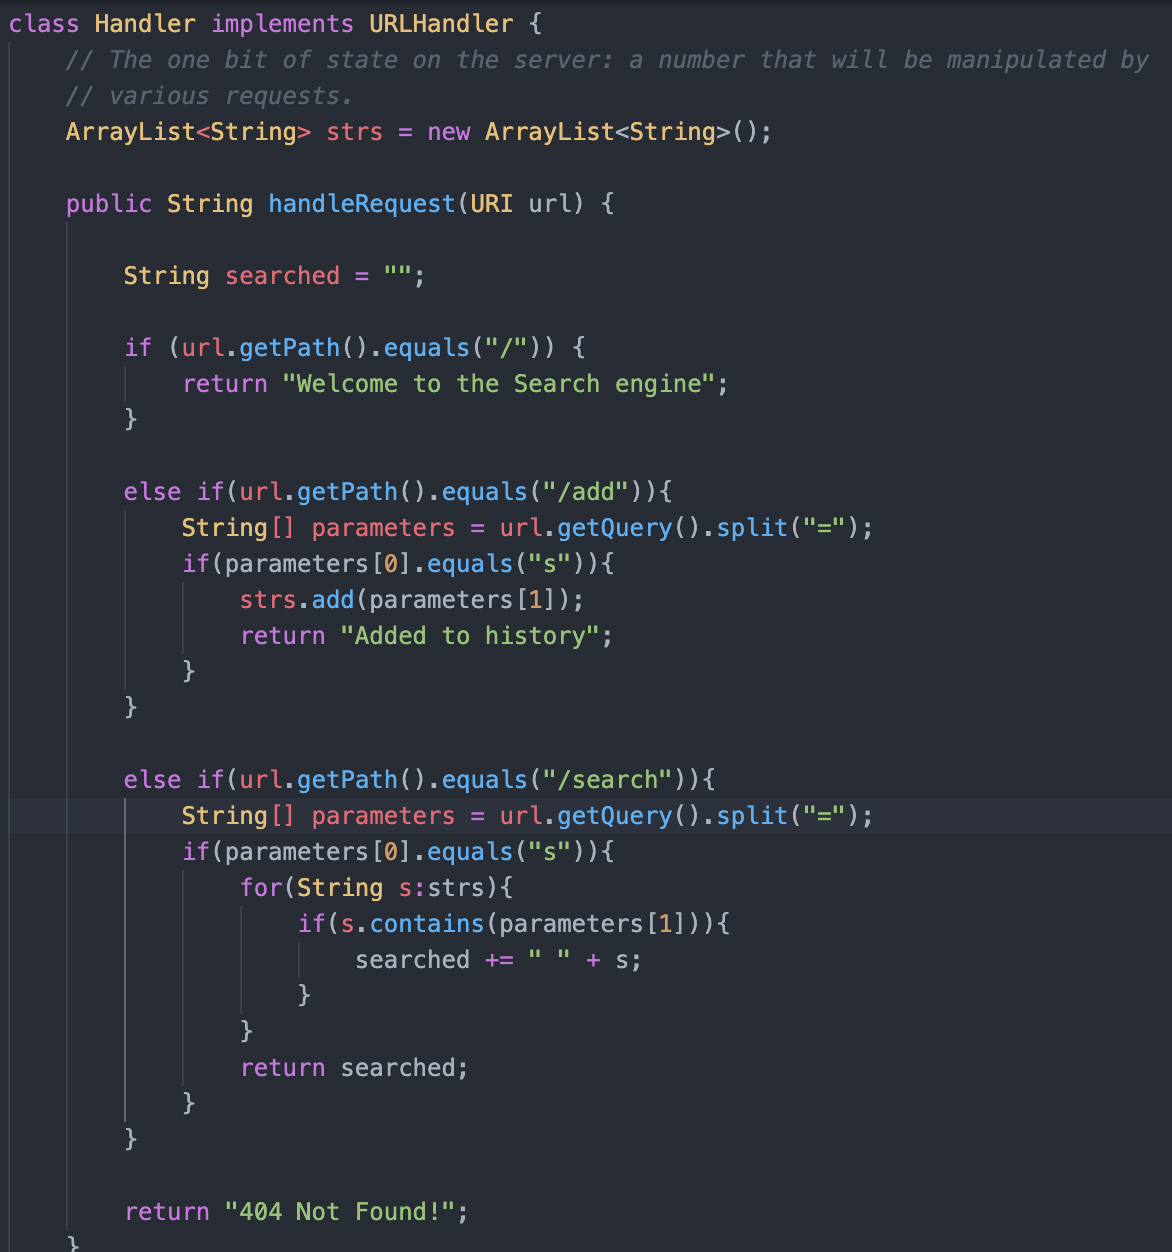 class Handler implements URLHandler {
    // The one bit of state on the server: a number that will be manipulated by
    // various requests.
    ArrayList<String> strs = new ArrayList<String>();

    public String handleRequest(URI url) {

        String searched = "";

        if (url.getPath().equals("/")) {
            return "Welcome to the Search engine";
        }

        else if(url.getPath().equals("/add")){
            String[] parameters = url.getQuery().split("=");
            if(parameters[0].equals("s")){
                strs.add(parameters[1]);
                return "Added to history";
            }
        }

        else if(url.getPath().equals("/search")){
            String[] parameters = url.getQuery().split("=");
            if(parameters[0].equals("s")){
                for(String s:strs){
                    if(s.contains(parameters[1])){
                        searched += " " + s;
                    }
                }
                return searched;
            }
        }

        return "404 Not Found!";
    }